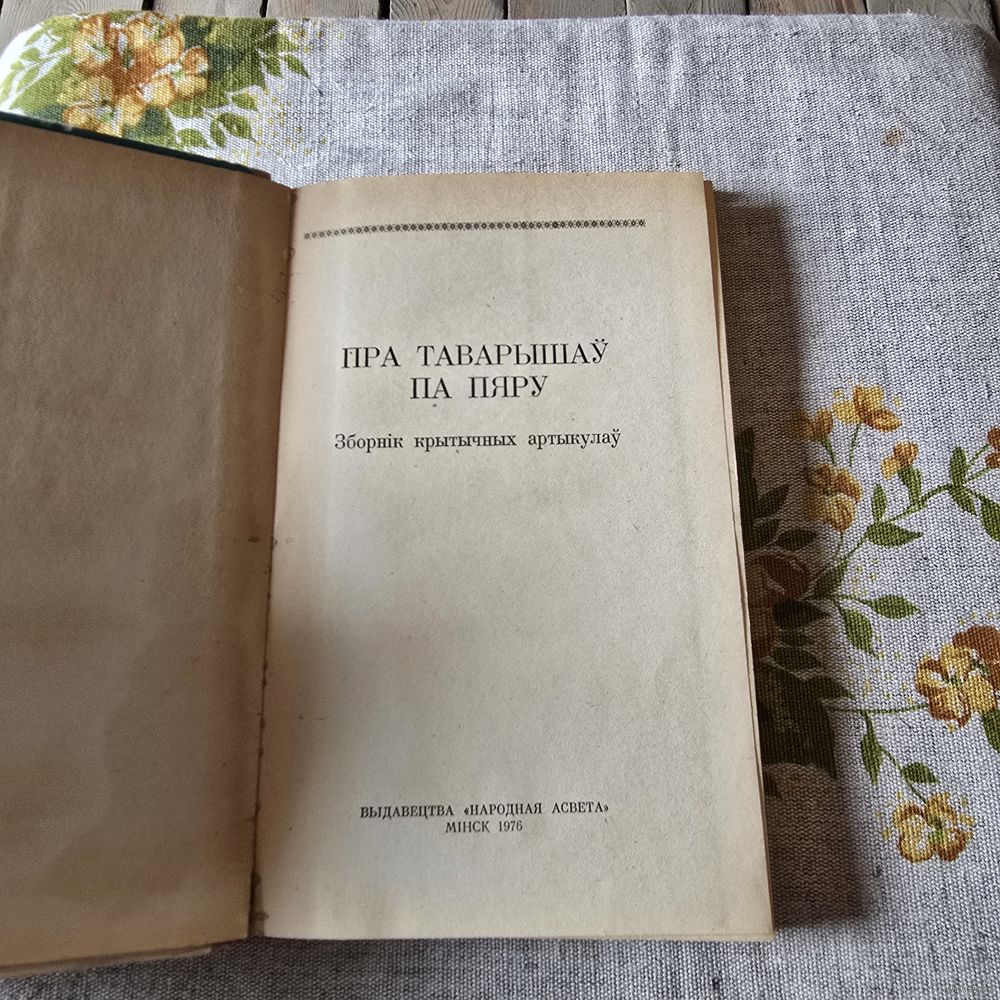 ПРА ТАВАРЫШАЎ
ПА ПЯРУ
Зборнік крытычных артыкулаў
ВЫДАВЕЦТВА «НАРОДНАЯ АСВЕТА»
МІНСК 1976